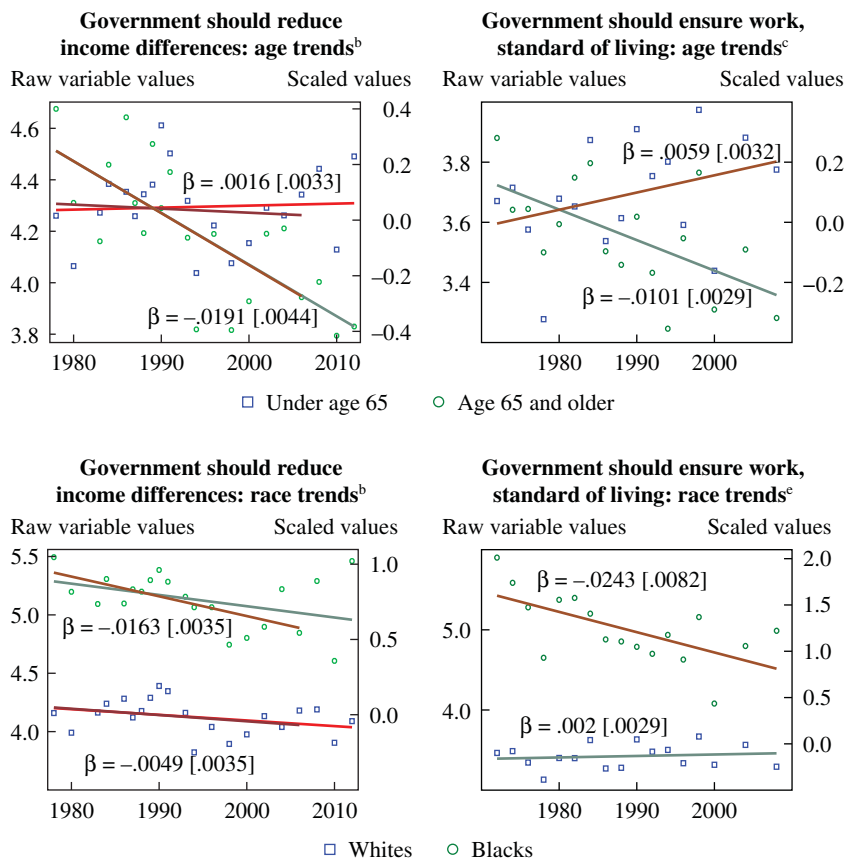 Government should reduce
income differences: age trendsᵇ
Raw variable values Scaled values
4.6
4.4
4.2
4.0
3.8
0.4
0.2
0.0
−0.2
−0.4
β = .0016 [.0033]
β = −.0191 [.0044]
1980 1990 2000 2010
Government should ensure work,
standard of living: age trendsᶜ
Raw variable values Scaled values
3.8
3.6
3.4
0.2
0.0
−0.2
β = .0059 [.0032]
β = −.0101 [.0029]
1980 2000
Under age 65 Age 65 and older
Government should reduce
income differences: race trendsᵇ
Raw variable values Scaled values
5.5
5.0
4.5
4.0
1.0
0.5
0.0
β = −.0163 [.0035]
β = −.0049 [.0035]
1980 1990 2000 2010
Government should ensure work,
standard of living: race trendsᵉ
Raw variable values Scaled values
5.0
4.0
2.0
1.5
1.0
0.5
0.0
β = −.0243 [.0082]
β = .002 [.0029]
1980 2000
Whites Blacks